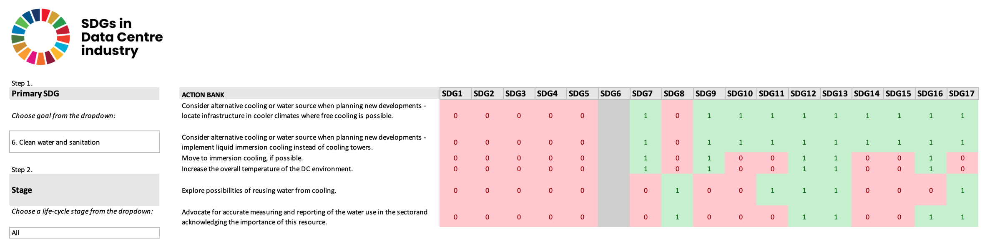 SDGs in
Data Centre
industry
Step 1.
Primary SDG
Choose goal from the dropdown:
6. Clean water and sanitation
Step 2.
Stage
Choose a life-cycle stage from the dropdown:
All
ACTION BANK SDG1 SDG2 SDG3 SDG4 SDG5 SDG6 SDG7 SDG8 SDG9 SDG10 SDG11 SDG12 SDG13 SDG14 SDG15 SDG16 SDG17
Consider alternative cooling or water source when planning new developments -
locate infrastructure in cooler climates where free cooling is possible. 0 0 0 0 0 1 0 1 1 1 1 1 1 1 1 1
Consider alternative cooling or water source when planning new developments -
implement liquid immersion cooling instead of cooling towers. 0 0 0 0 0 1 0 1 1 1 1 1 1 1 1 1
Move to immersion cooling, if possible. 0 0 0 0 0 1 0 1 0 0 1 1 0 0 1 0
Increase the overall temperature of the DC environment. 0 0 0 0 0 1 0 1 0 0 1 1 0 0 1 0
Explore possibilities of reusing water from cooling. 0 0 0 0 0 0 1 0 0 1 1 1 0 0 0 1
Advocate for accurate measuring and reporting of the water use in the sectorand
acknowledging the importance of this resource. 0 0 0 0 0 0 1 0 0 0 1 1 0 0 1 1